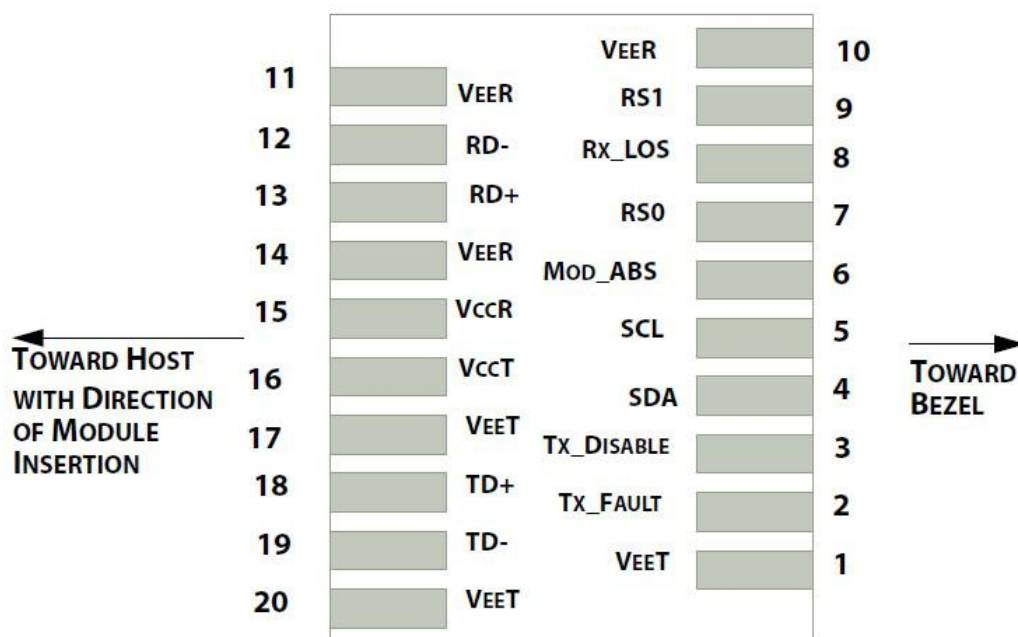 10
VEER
11
VEER
RS1
9
12
RD-
RX_LOS
8
13
RD+
RS0
7
14
VEER
MOD_ABS
6
15
VCCR
SCL
5
TOWARD HOST
WITH DIRECTION
OF MODULE
INSERTION
16
VCCT
SDA
4
TOWARD
BEZEL
17
VEET
TX_DISABLE
3
18
TD+
TX_FAULT
2
19
TD-
VEET
1
20
VEET